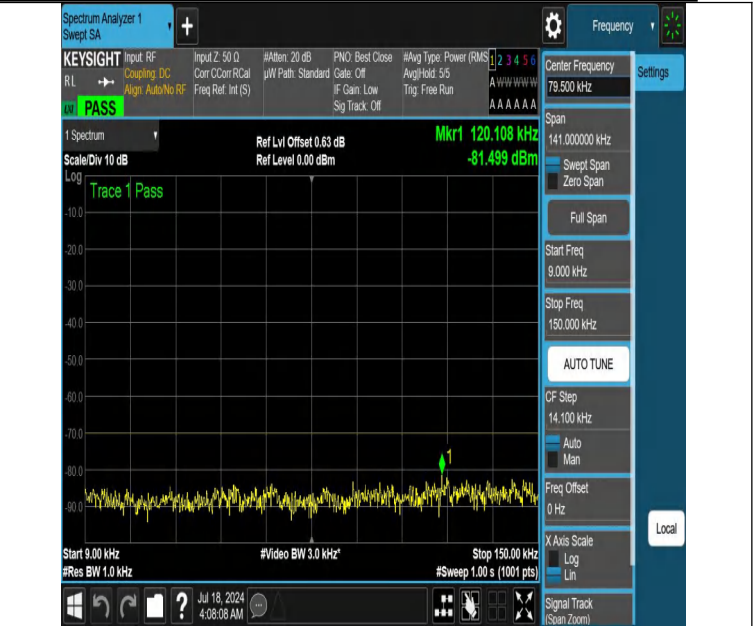 Spectrum Analyzer 1
Swept SA
Frequency
KEYSIGHT
RL
PASS
Input: RF
Coupling: DC
Align: Auto/No RF
Input Z: 50 Ω
Corr CCorr RCal
Freq Ref: Int (S)
#Atten: 20 dB
µW Path: Standard
PNO: Best Close
Gate: Off
IF Gain: Low
Sig Track: Off
#Avg Type: Power (RMS
Avg|Hold: 5/5
Trig: Free Run
1 2 3 4 5 6
A W W W W W
A A A A A A
1 Spectrum
Scale/Div 10 dB
Ref Lvl Offset 0.63 dB
Ref Level 0.00 dBm
Mkr1 120.108 kHz
-81.499 dBm
Log
Trace 1 Pass
-10.0
-20.0
-30.0
-40.0
-50.0
-60.0
-70.0
-80.0
-90.0
1
Start 9.00 kHz
#Res BW 1.0 kHz
#Video BW 3.0 kHz*
Stop 150.00 kHz
#Sweep 1.00 s (1001 pts)
Center Frequency
79.500 kHz
Settings
Span
141.000000 kHz
Swept Span
Zero Span
Full Span
Start Freq
9.000 kHz
Stop Freq
150.000 kHz
AUTO TUNE
CF Step
14.100 kHz
Auto
Man
Freq Offset
0 Hz
Local
X Axis Scale
Log
Lin
Signal Track
(Span Zoom)
?
Jul 18, 2024
4:08:08 AM